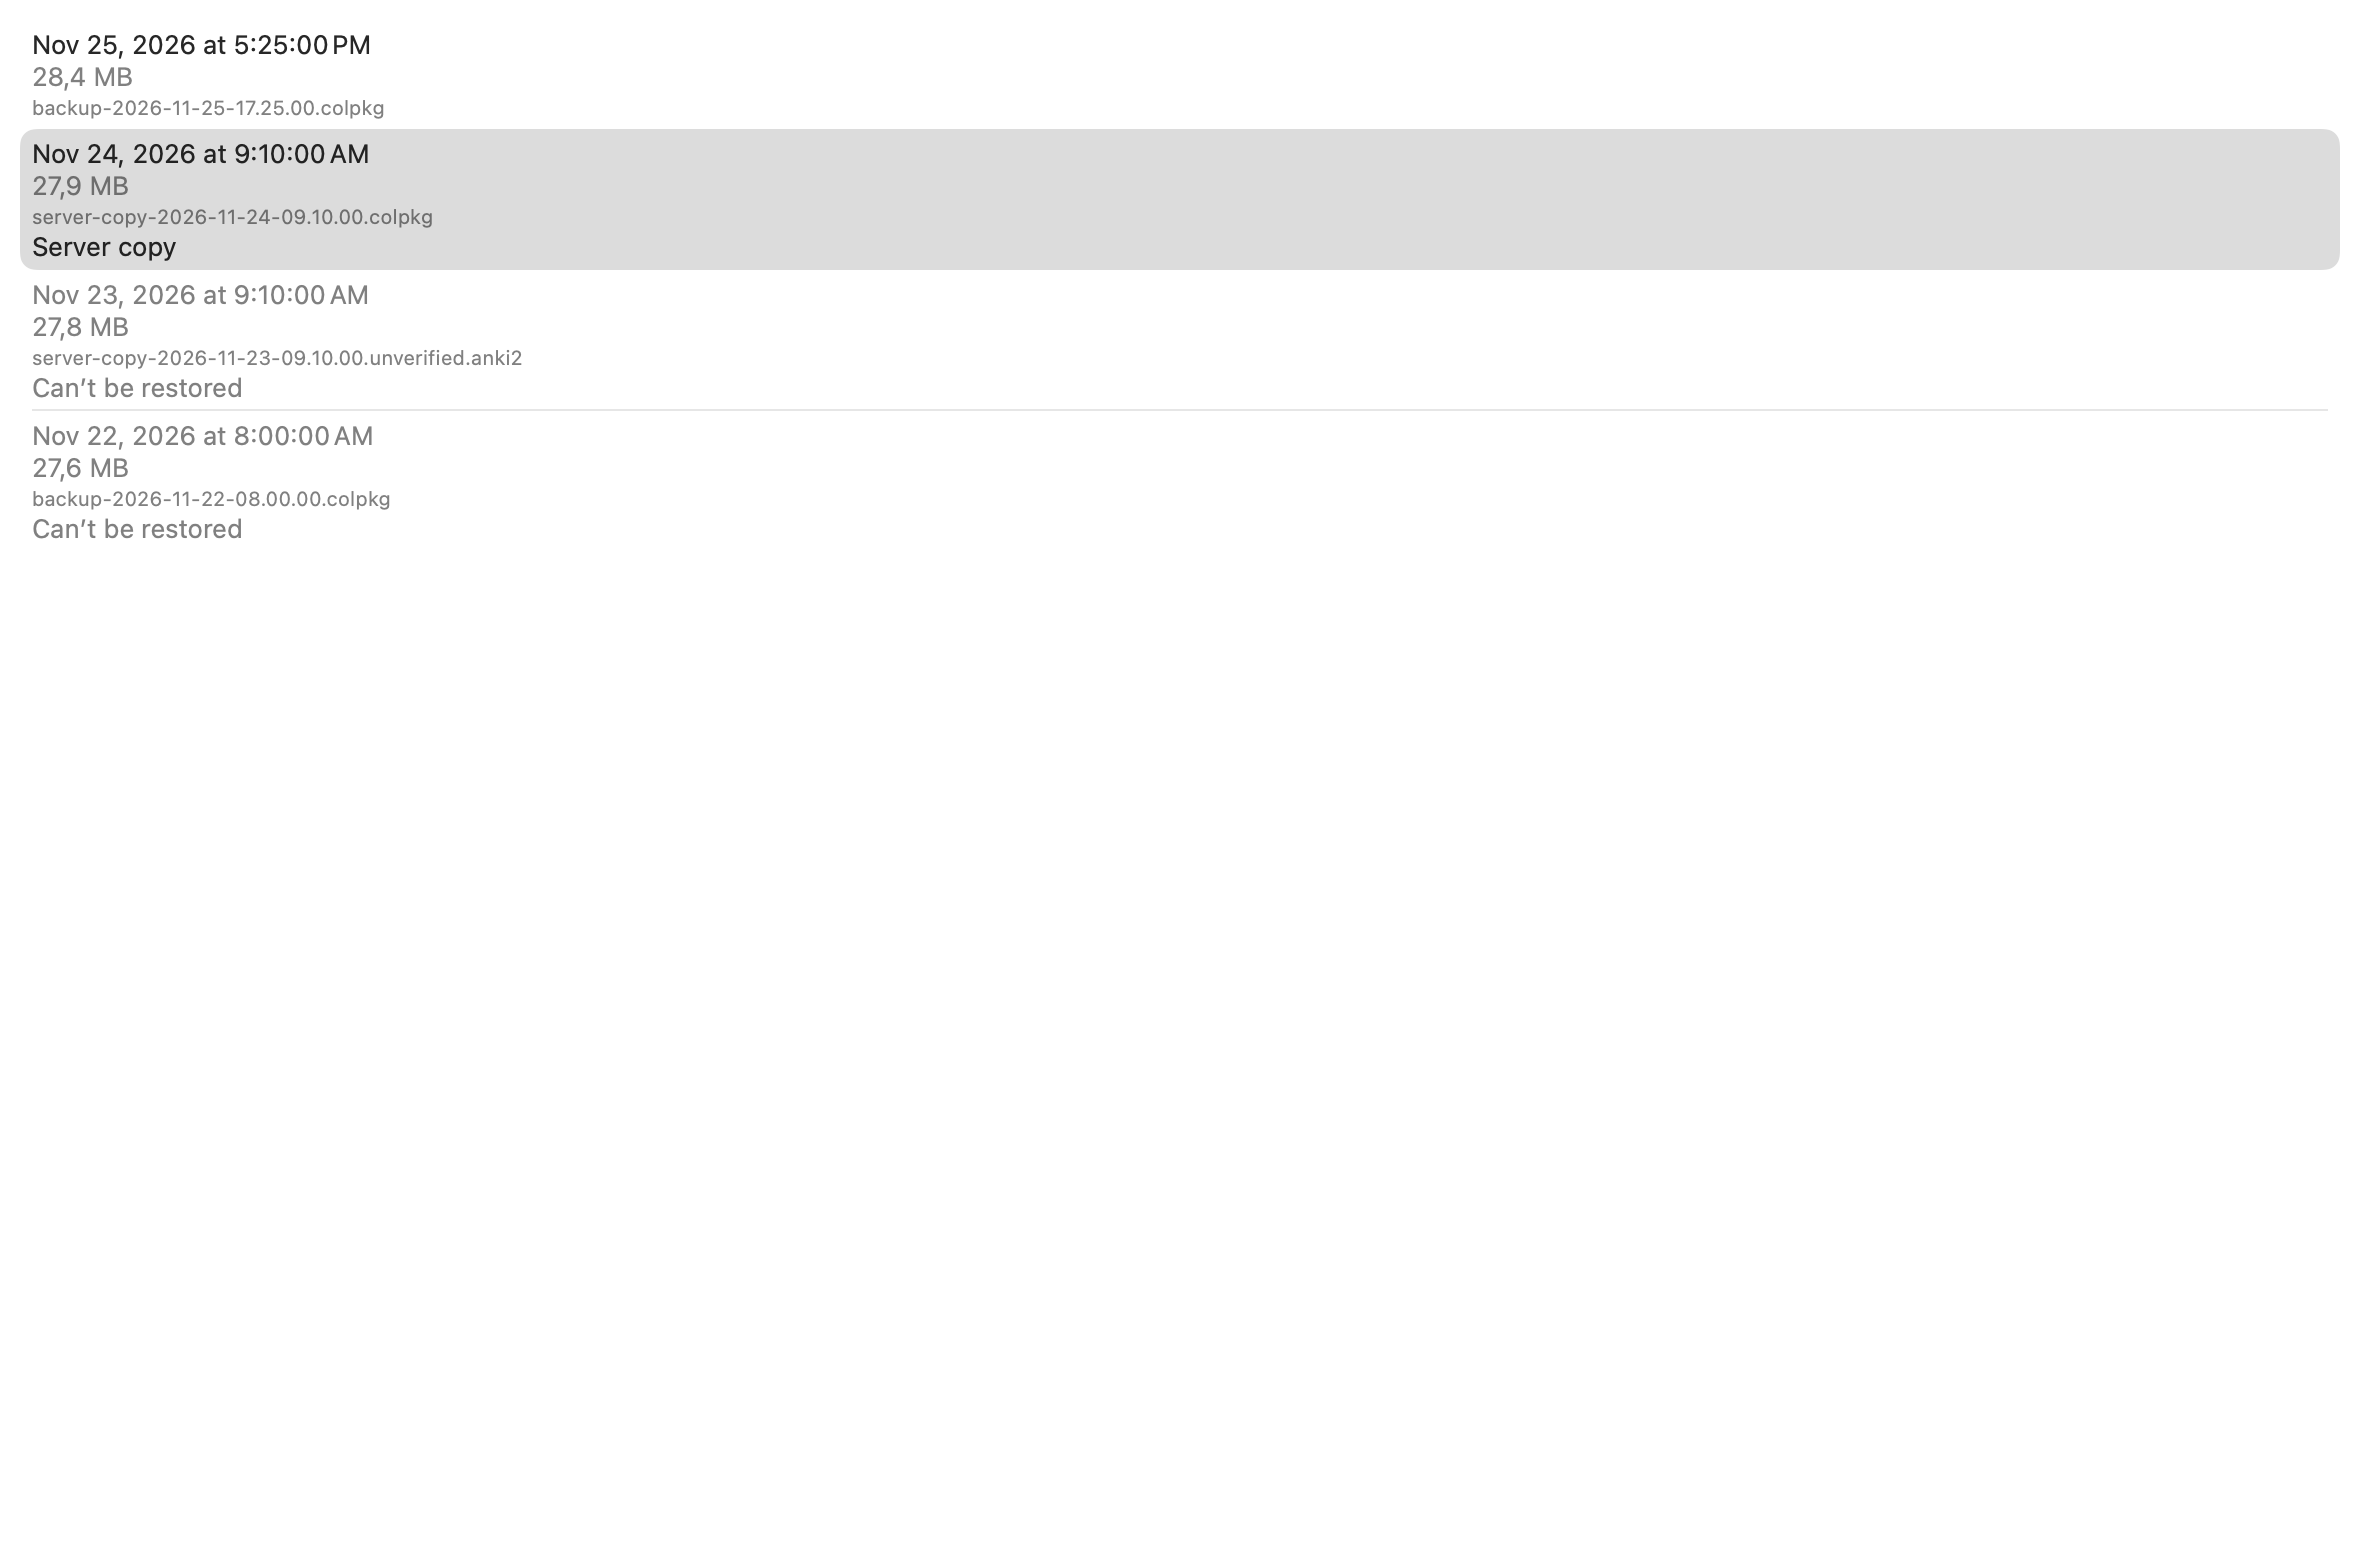 Nov 25, 2026 at 5:25:00 PM
28,4 MB
backup-2026-11-25-17.25.00.colpkg
Nov 24, 2026 at 9:10:00 AM
27,9 MB
server-copy-2026-11-24-09.10.00.colpkg
Server copy
Nov 23, 2026 at 9:10:00 AM
27,8 MB
server-copy-2026-11-23-09.10.00.unverified.anki2
Can’t be restored
Nov 22, 2026 at 8:00:00 AM
27,6 MB
backup-2026-11-22-08.00.00.colpkg
Can’t be restored